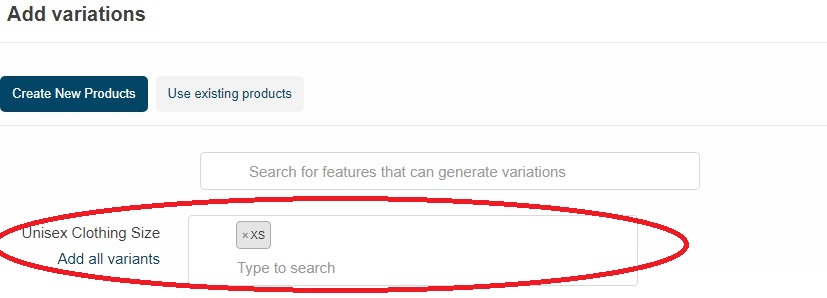 Add variations
Create New Products Use existing products
Search for features that can generate variations
Unisex Clothing Size ×XS
Add all variants Type to search